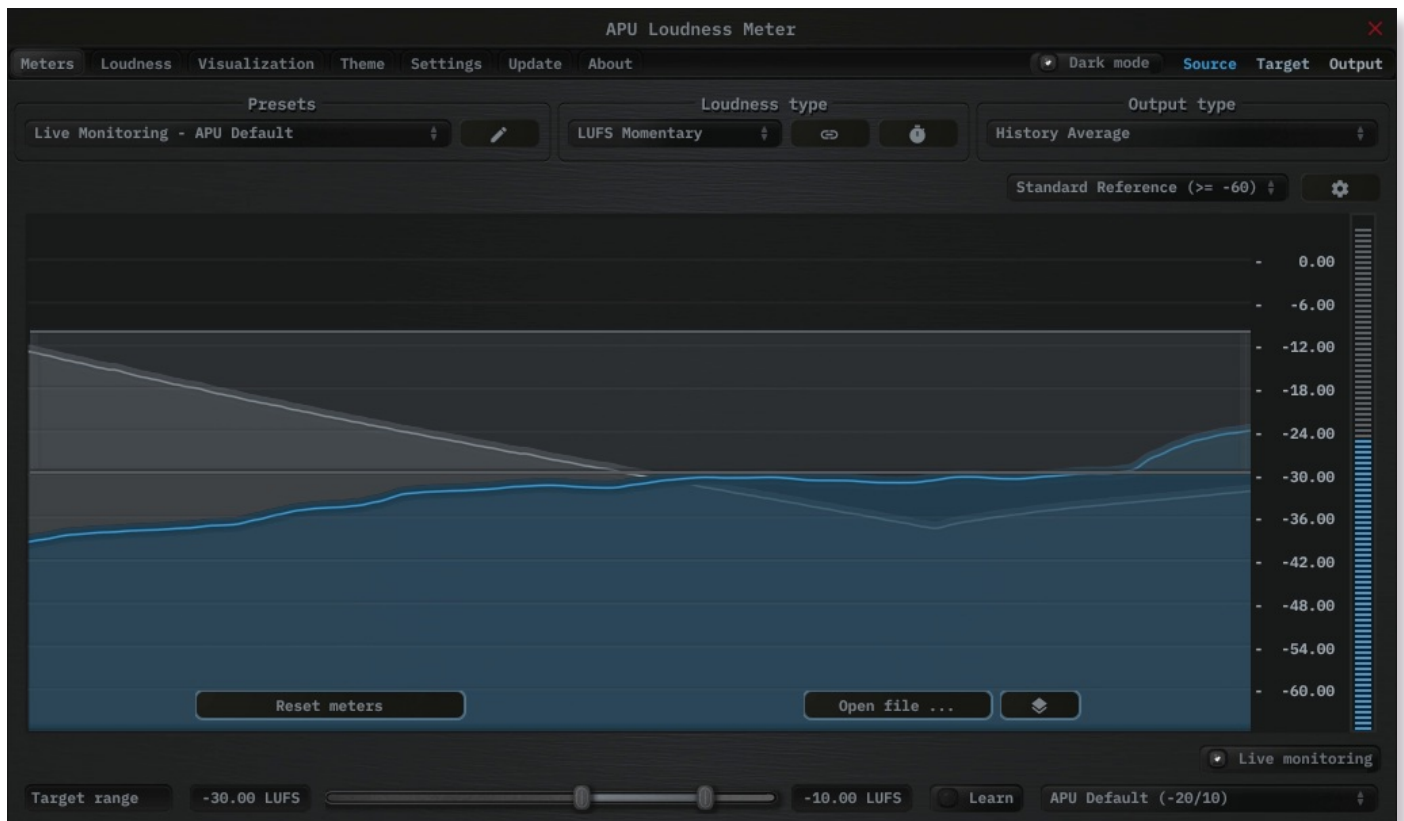 APU Loudness Meter
Meters Loudness Visualization Theme Settings Update About Dark mode Source Target Output
Presets Loudness type Output type
Live Monitoring - APU Default LUFS Momentary History Average
Standard Reference (>= -60)
- 0.00
- -6.00
- -12.00
- -18.00
- -24.00
- -30.00
- -36.00
- -42.00
- -48.00
- -54.00
- -60.00
Reset meters Open file ...
Live monitoring
Target range -30.00 LUFS -10.00 LUFS Learn APU Default (-20/10)